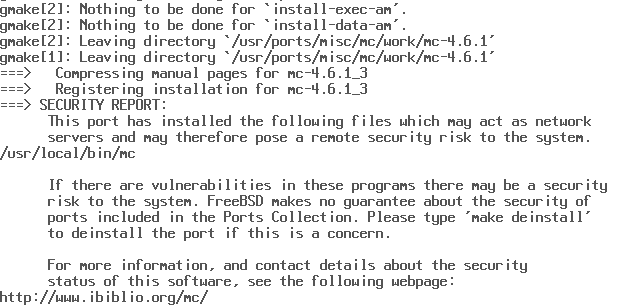 gmake[2]: Nothing to be done for `install-exec-am'.
gmake[2]: Nothing to be done for `install-data-am'.
gmake[2]: Leaving directory `/usr/ports/misc/mc/work/mc-4.6.1'
gmake[1]: Leaving directory `/usr/ports/misc/mc/work/mc-4.6.1'
===>   Compressing manual pages for mc-4.6.1_3
===>   Registering installation for mc-4.6.1_3
===> SECURITY REPORT:
      This port has installed the following files which may act as network
      servers and may therefore pose a remote security risk to the system.
/usr/local/bin/mc
      If there are vulnerabilities in these programs there may be a security
      risk to the system. FreeBSD makes no guarantee about the security of
      ports included in the Ports Collection. Please type 'make deinstall'
      to deinstall the port if this is a concern.
      For more information, and contact details about the security
      status of this software, see the following webpage:
http://www.ibiblio.org/mc/